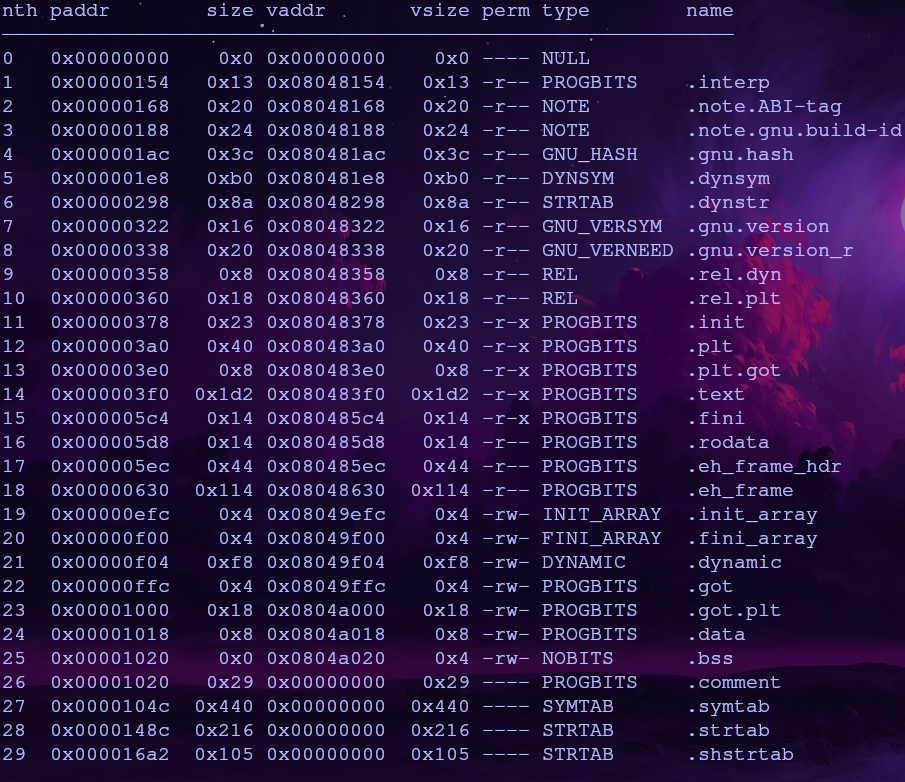 nth paddr size vaddr vsize perm type name
0 0x00000000 0x0 0x00000000 0x0 ---- NULL
1 0x00000154 0x13 0x08048154 0x13 -r-- PROGBITS .interp
2 0x00000168 0x20 0x08048168 0x20 -r-- NOTE .note.ABI-tag
3 0x00000188 0x24 0x08048188 0x24 -r-- NOTE .note.gnu.build-id
4 0x000001ac 0x3c 0x080481ac 0x3c -r-- GNU_HASH .gnu.hash
5 0x000001e8 0xb0 0x080481e8 0xb0 -r-- DYNSYM .dynsym
6 0x00000298 0x8a 0x08048298 0x8a -r-- STRTAB .dynstr
7 0x00000322 0x16 0x08048322 0x16 -r-- GNU_VERSYM .gnu.version
8 0x00000338 0x20 0x08048338 0x20 -r-- GNU_VERNEED .gnu.version_r
9 0x00000358 0x8 0x08048358 0x8 -r-- REL .rel.dyn
10 0x00000360 0x18 0x08048360 0x18 -r-- REL .rel.plt
11 0x00000378 0x23 0x08048378 0x23 -r-x PROGBITS .init
12 0x000003a0 0x40 0x080483a0 0x40 -r-x PROGBITS .plt
13 0x000003e0 0x8 0x080483e0 0x8 -r-x PROGBITS .plt.got
14 0x000003f0 0x1d2 0x080483f0 0x1d2 -r-x PROGBITS .text
15 0x000005c4 0x14 0x080485c4 0x14 -r-x PROGBITS .fini
16 0x000005d8 0x14 0x080485d8 0x14 -r-- PROGBITS .rodata
17 0x000005ec 0x44 0x080485ec 0x44 -r-- PROGBITS .eh_frame_hdr
18 0x00000630 0x114 0x08048630 0x114 -r-- PROGBITS .eh_frame
19 0x00000efc 0x4 0x08049efc 0x4 -rw- INIT_ARRAY .init_array
20 0x00000f00 0x4 0x08049f00 0x4 -rw- FINI_ARRAY .fini_array
21 0x00000f04 0xf8 0x08049f04 0xf8 -rw- DYNAMIC .dynamic
22 0x00000ffc 0x4 0x08049ffc 0x4 -rw- PROGBITS .got
23 0x00001000 0x18 0x0804a000 0x18 -rw- PROGBITS .got.plt
24 0x00001018 0x8 0x0804a018 0x8 -rw- PROGBITS .data
25 0x00001020 0x0 0x0804a020 0x4 -rw- NOBITS .bss
26 0x00001020 0x29 0x00000000 0x29 ---- PROGBITS .comment
27 0x0000104c 0x440 0x00000000 0x440 ---- SYMTAB .symtab
28 0x0000148c 0x216 0x00000000 0x216 ---- STRTAB .strtab
29 0x000016a2 0x105 0x00000000 0x105 ---- STRTAB .shstrtab